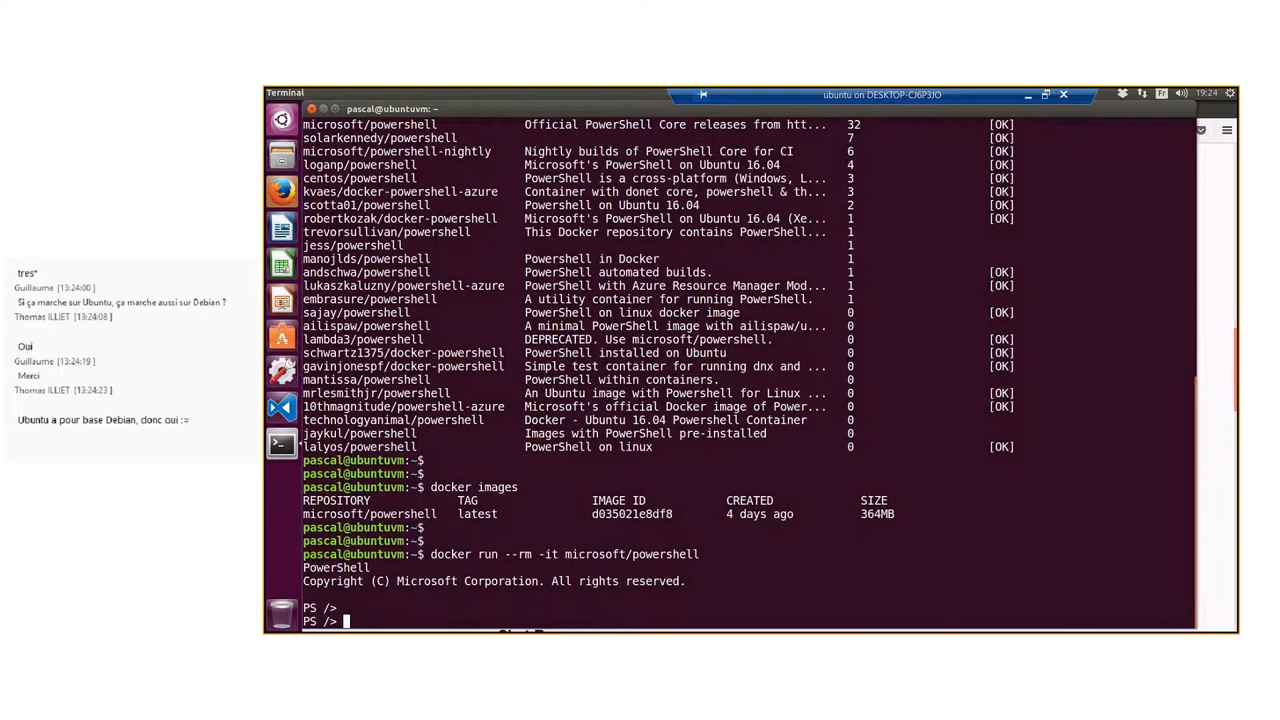 tres*
Guillaume [13:24:00 ]
Si ça marche sur Ubuntu, ça marche aussi sur Debian ?
Thomas ILLIET [13:24:08 ]
Oui
Guillaume [13:24:19 ]
Merci
Thomas ILLIET [13:24:23 ]
Ubuntu a pour base Debian, donc oui :=
Terminal
ubuntu on DESKTOP-CJ6P3JO
Fr
19:24
pascal@ubuntuvm: ~
microsoft/powershell Official PowerShell Core releases from htt... 32 [OK]
solarkennedy/powershell 7 [OK]
microsoft/powershell-nightly Nightly builds of PowerShell Core for CI 6 [OK]
loganp/powershell Microsoft's PowerShell on Ubuntu 16.04 4 [OK]
centos/powershell PowerShell is a cross-platform (Windows, L... 3 [OK]
kvaes/docker-powershell-azure Container with donet core, powershell & th... 3 [OK]
scotta01/powershell Powershell on Ubuntu 16.04 2 [OK]
robertkozak/docker-powershell Microsoft's PowerShell on Ubuntu 16.04 (Xe... 1 [OK]
trevorsullivan/powershell This Docker repository contains PowerShell... 1
jess/powershell 1
manojlds/powershell Powershell in Docker 1
andschwa/powershell PowerShell automated builds. 1 [OK]
lukaszkaluzny/powershell-azure PowerShell with Azure Resource Manager Mod... 1 [OK]
embrasure/powershell A utility container for running PowerShell. 1
sajay/powershell PowerShell on linux docker image 0 [OK]
ailispaw/powershell A minimal PowerShell image with ailispaw/u... 0
lambda3/powershell DEPRECATED. Use microsoft/powershell. 0 [OK]
schwartz1375/docker-powershell PowerShell installed on Ubuntu 0 [OK]
gavinjonespf/docker-powershell Simple test container for running dnx and ... 0 [OK]
mantissa/powershell PowerShell within containers. 0
mrlesmithjr/powershell An Ubuntu image with Powershell for Linux ... 0 [OK]
10thmagnitude/powershell-azure Microsoft's official Docker image of Power... 0 [OK]
technologyanimal/powershell Docker - Ubuntu 16.04 Powershell Container 0
jaykul/powershell Images with PowerShell pre-installed 0
lalyos/powershell PowerShell on linux 0 [OK]
pascal@ubuntuvm:~$
pascal@ubuntuvm:~$
pascal@ubuntuvm:~$ docker images
REPOSITORY TAG IMAGE ID CREATED SIZE
microsoft/powershell latest d035021e8df8 4 days ago 364MB
pascal@ubuntuvm:~$
pascal@ubuntuvm:~$
pascal@ubuntuvm:~$ docker run --rm -it microsoft/powershell
PowerShell
Copyright (C) Microsoft Corporation. All rights reserved.
PS />
PS />